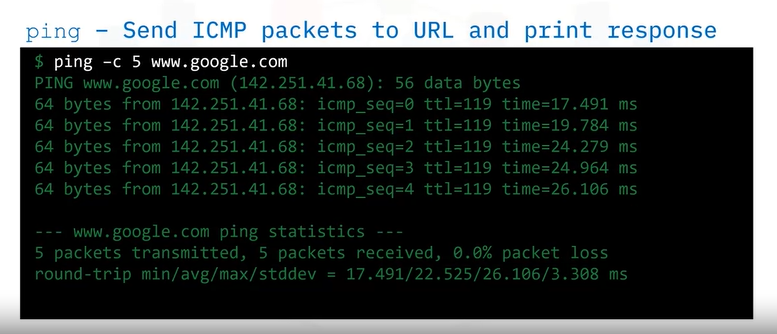 ping – Send ICMP packets to URL and print response
$ ping –c 5 www.google.com
PING www.google.com (142.251.41.68): 56 data bytes
64 bytes from 142.251.41.68: icmp_seq=0 ttl=119 time=17.491 ms
64 bytes from 142.251.41.68: icmp_seq=1 ttl=119 time=19.784 ms
64 bytes from 142.251.41.68: icmp_seq=2 ttl=119 time=24.279 ms
64 bytes from 142.251.41.68: icmp_seq=3 ttl=119 time=24.964 ms
64 bytes from 142.251.41.68: icmp_seq=4 ttl=119 time=26.106 ms
--- www.google.com ping statistics ---
5 packets transmitted, 5 packets received, 0.0% packet loss
round-trip min/avg/max/stddev = 17.491/22.525/26.106/3.308 ms